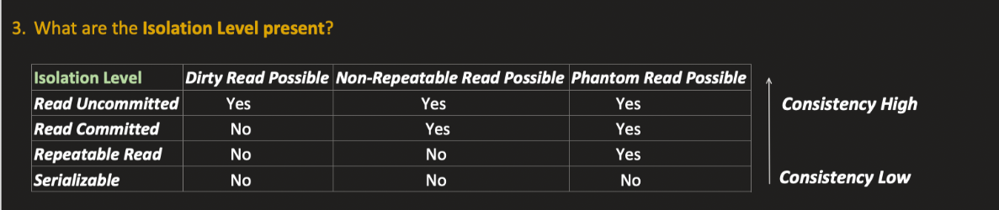 3. What are the Isolation Level present?
Isolation Level Dirty Read Possible Non-Repeatable Read Possible Phantom Read Possible
Read Uncommitted Yes Yes Yes Consistency High
Read Committed No Yes Yes
Repeatable Read No No Yes
Serializable No No No Consistency Low